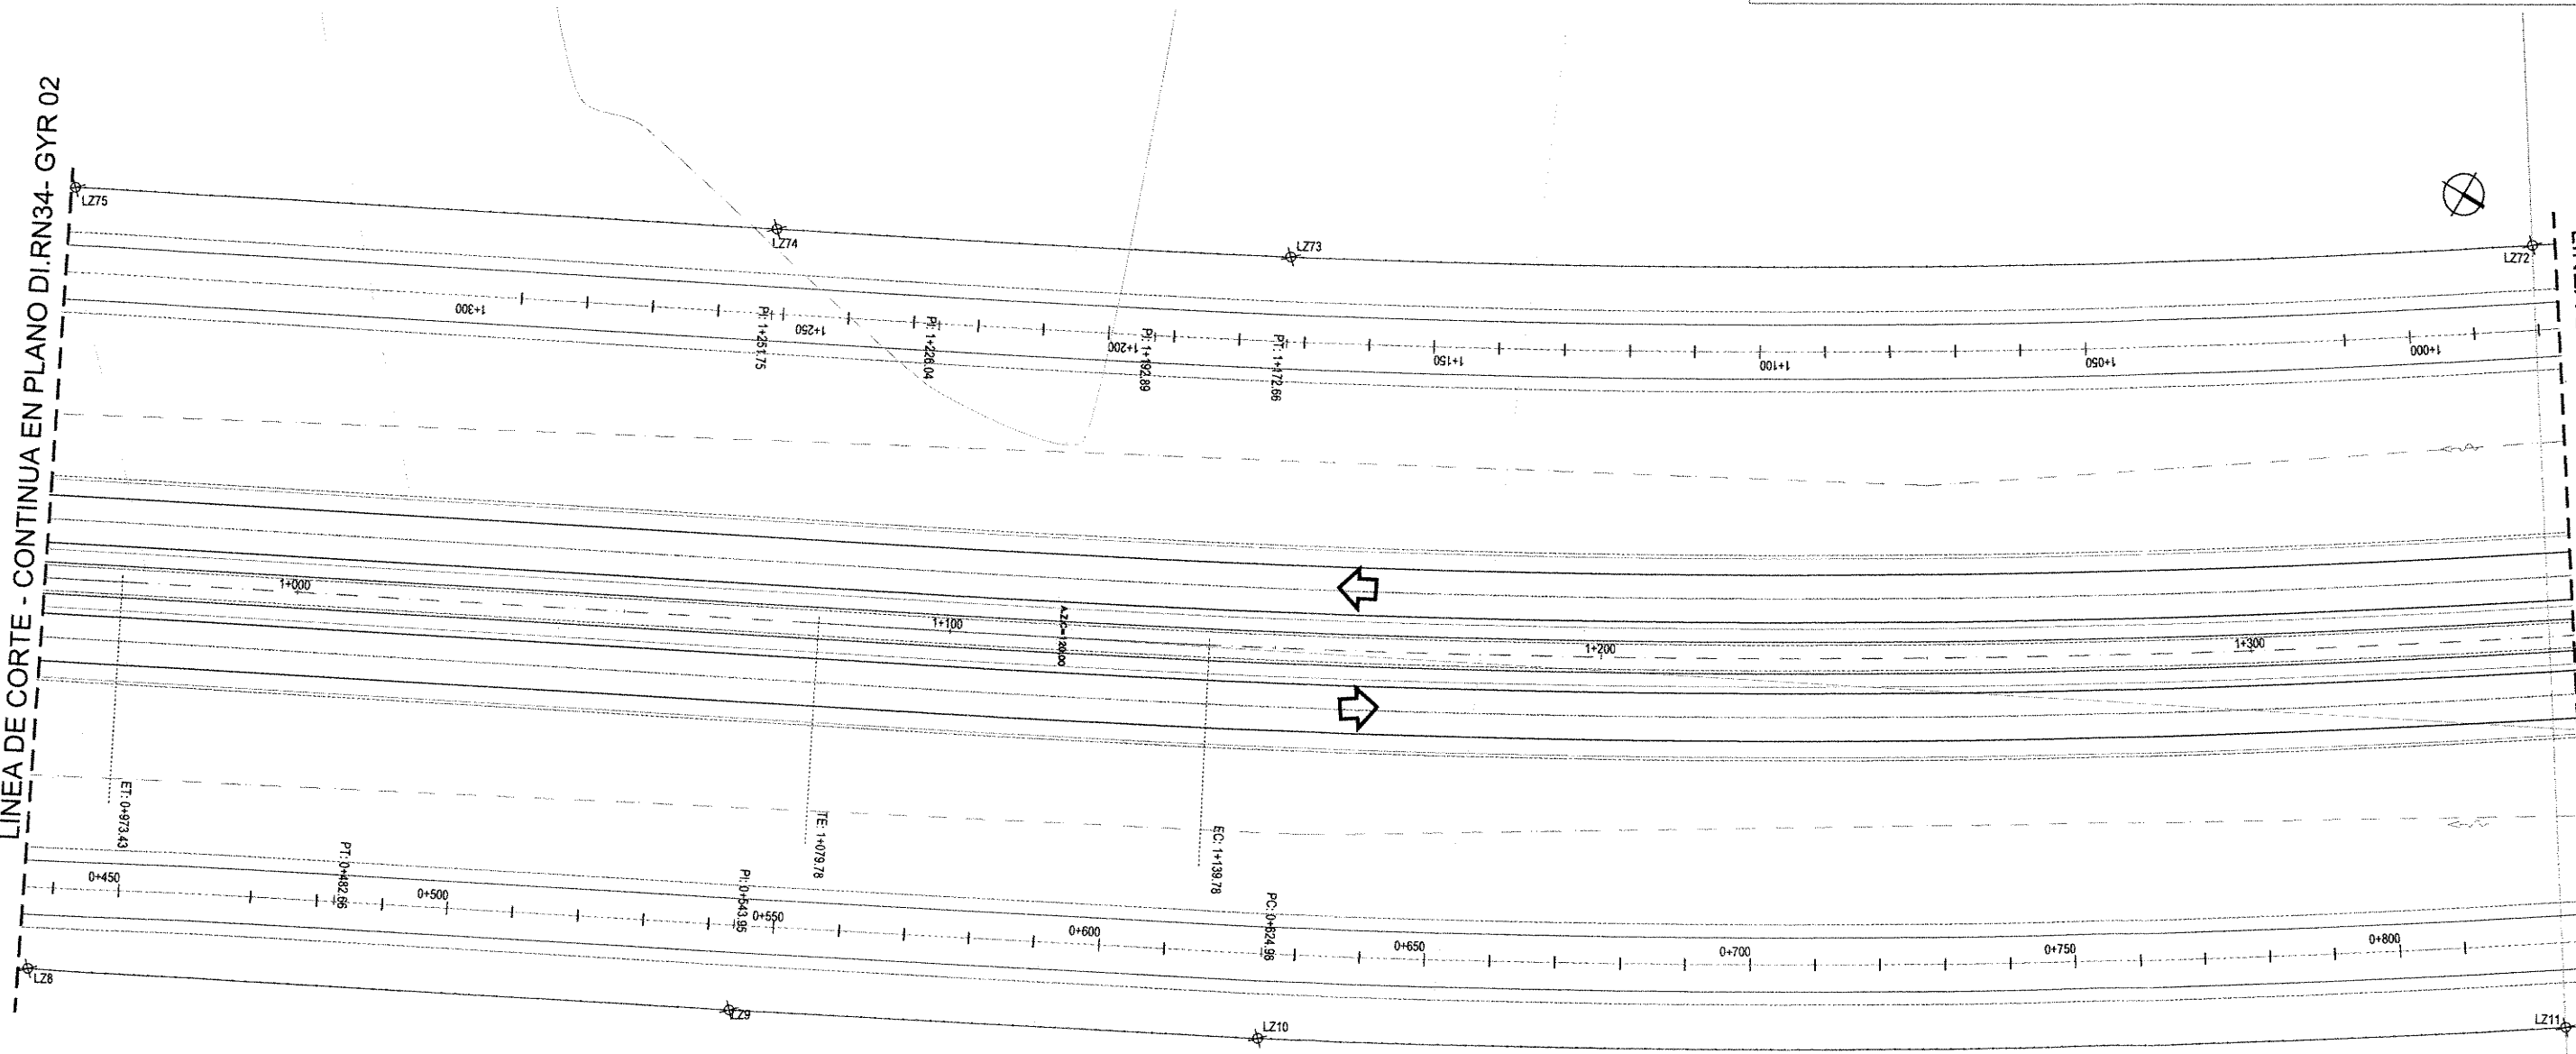 LINEA DE CORTE - CONTINUA EN PLANO DI.RN34- GYR 02
LZ75
LZ74
LZ73
LZ72
1+300
PI: 1+251.75
1+250
PI: 1+226.04
1+200
PI: 1+192.89
PT: 1+172.66
1+150
1+100
1+050
1+000
1+000
1+100
AZC=120.00
1+200
1+300
ET: 0+973.43
TE: 1+079.78
EC: 1+139.78
0+450
PT: 0+482.66
0+500
PI: 0+543.95
0+550
0+600
PC: 0+624.96
0+650
0+700
0+750
0+800
LZ8
LZ9
LZ10
LZ11